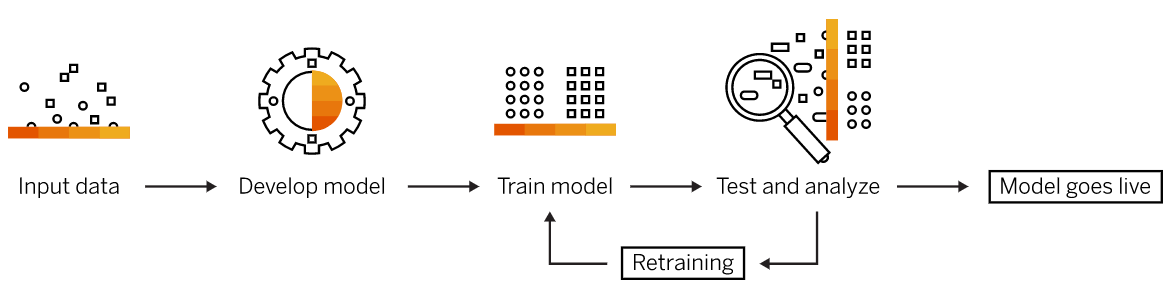 Input data
Develop model
Train model
Test and analyze
Model goes live
Retraining